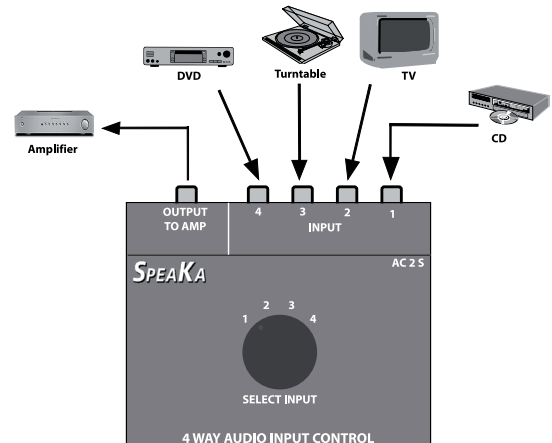 DVD
Turntable
TV
CD
Amplifier
OUTPUT
TO AMP
4 3 2 1
INPUT
SPEAKA
AC 2 S
1 2 3 4
SELECT INPUT
4 WAY AUDIO INPUT CONTROL